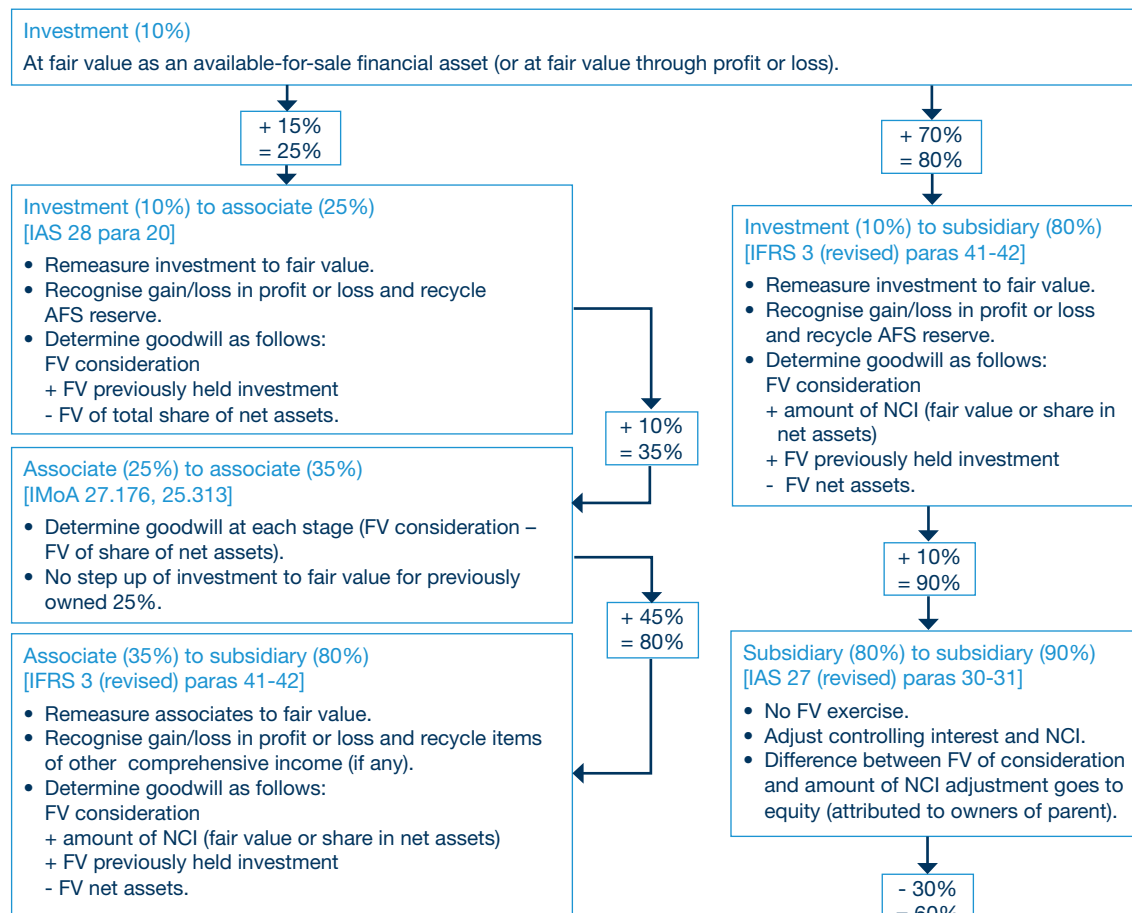 Investment (10%)
At fair value as an available-for-sale financial asset (or at fair value through profit or loss).
+ 15%
= 25%
+ 70%
= 80%
Investment (10%) to associate (25%)
[IAS 28 para 20]
• Remeasure investment to fair value.
• Recognise gain/loss in profit or loss and recycle
AFS reserve.
• Determine goodwill as follows:
FV consideration
+ FV previously held investment
- FV of total share of net assets.
+ 10%
= 35%
Associate (25%) to associate (35%)
[IMoA 27.176, 25.313]
• Determine goodwill at each stage (FV consideration –
FV of share of net assets).
• No step up of investment to fair value for previously
owned 25%.
+ 45%
= 80%
Associate (35%) to subsidiary (80%)
[IFRS 3 (revised) paras 41-42]
• Remeasure associates to fair value.
• Recognise gain/loss in profit or loss and recycle items
of other comprehensive income (if any).
• Determine goodwill as follows:
FV consideration
+ amount of NCI (fair value or share in net assets)
+ FV previously held investment
- FV net assets.
Investment (10%) to subsidiary (80%)
[IFRS 3 (revised) paras 41-42]
• Remeasure investment to fair value.
• Recognise gain/loss in profit or loss
and recycle AFS reserve.
• Determine goodwill as follows:
FV consideration
+ amount of NCI (fair value or share in
net assets)
+ FV previously held investment
- FV net assets.
+ 10%
= 90%
Subsidiary (80%) to subsidiary (90%)
[IAS 27 (revised) paras 30-31]
• No FV exercise.
• Adjust controlling interest and NCI.
• Difference between FV of consideration
and amount of NCI adjustment goes to
equity (attributed to owners of parent).
- 30%
= 60%